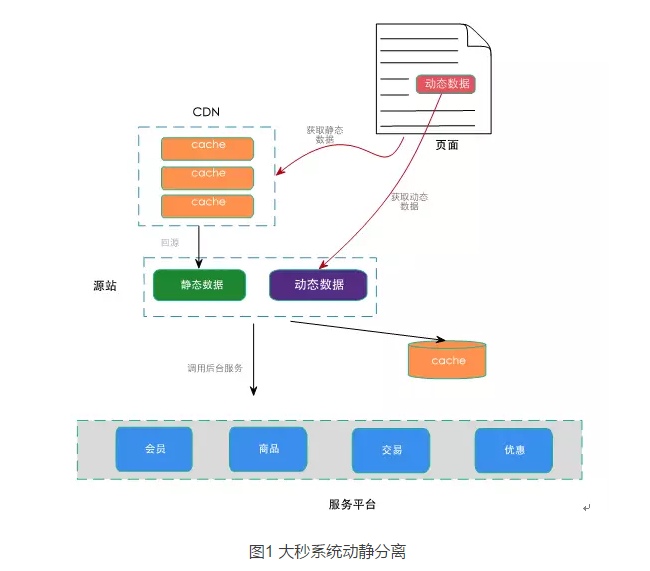 动态数据
页面
CDN
cache
cache
cache
获取静态
数据
获取动态
数据
回源
源站
静态数据
动态数据
cache
调用后台服务
会员
商品
交易
优惠
服务平台
图1 大秒系统动静分离